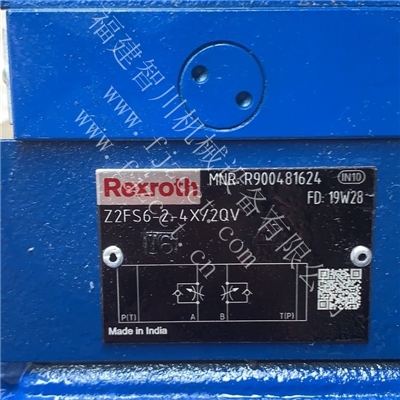 Rexroth
MNR: R900481624
IN10
FD: 19W28
Z2FS6-2-4X/2QV
P(T)
A
B
T(P)
Made in India
福建智川机械设备有限公